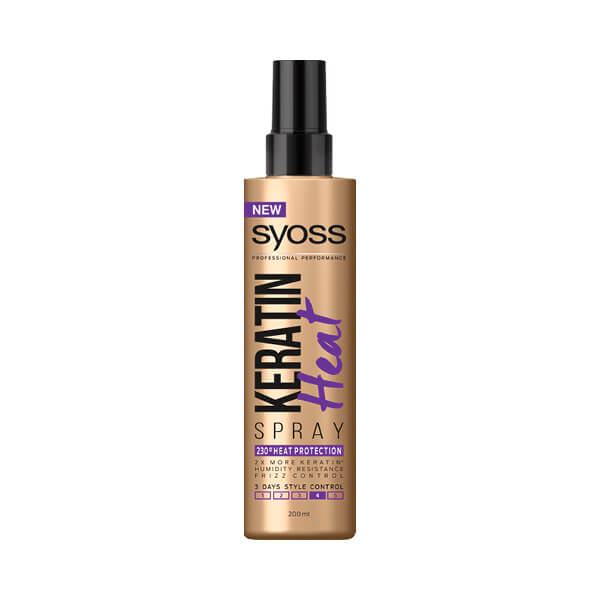 NEW
syoss
PROFESSIONAL PERFORMANCE
KERATIN
Heat
SPRAY
230° HEAT PROTECTION
2X MORE KERATIN*
HUMIDITY RESISTANCE
FRIZZ CONTROL
3 DAYS STYLE CONTROL
1 2 3 4 5
200ml